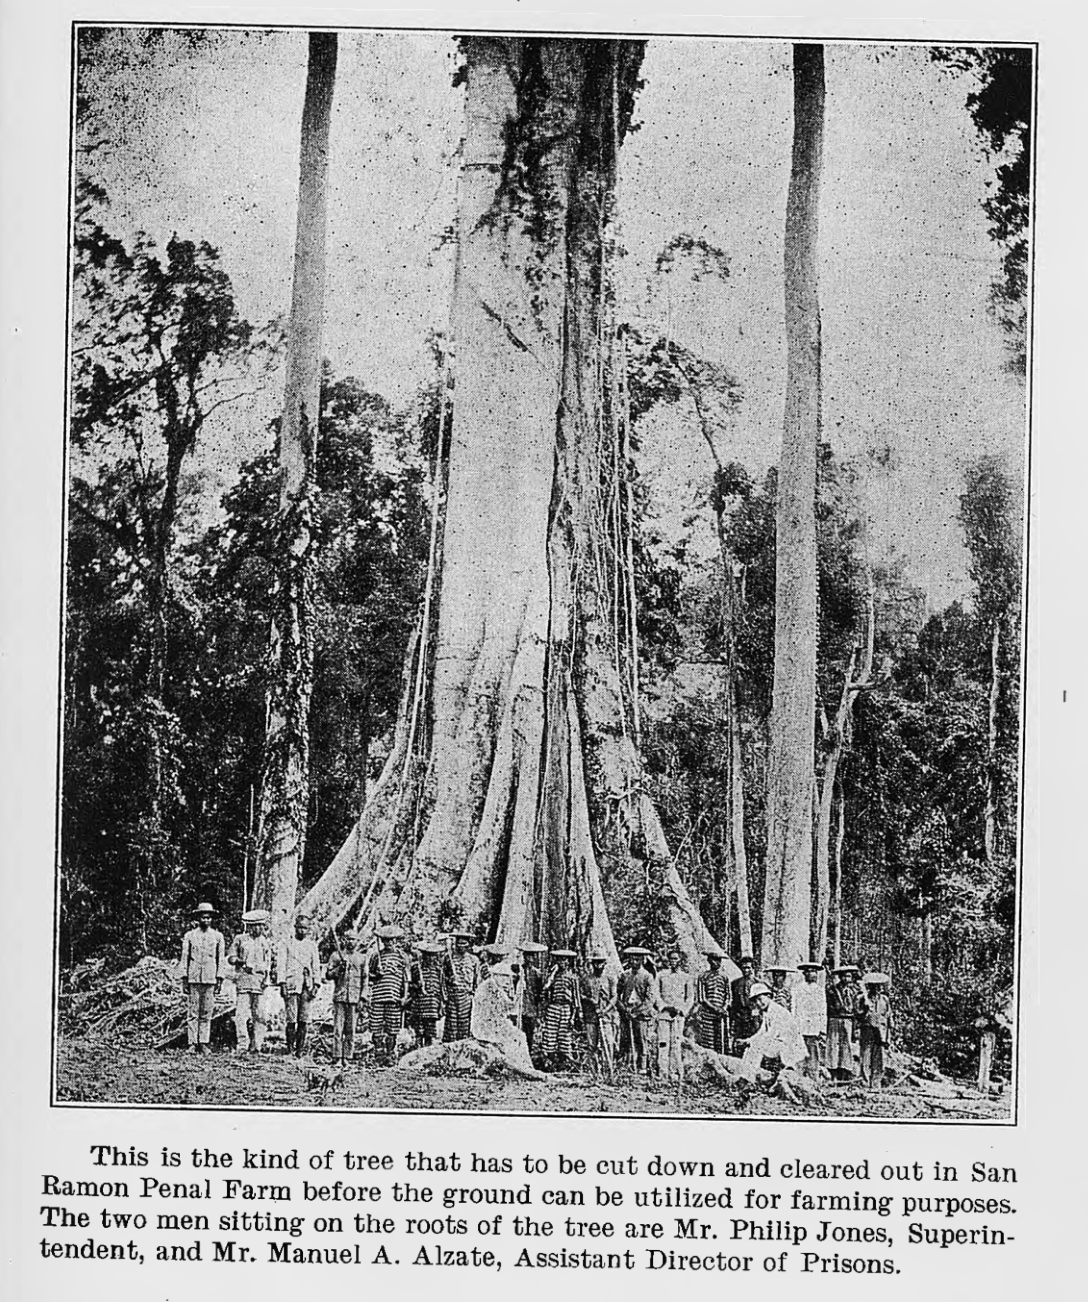 This is the kind of tree that has to be cut down and cleared out in San
Ramon Penal Farm before the ground can be utilized for farming purposes.
The two men sitting on the roots of the tree are Mr. Philip Jones, Superin-
tendent, and Mr. Manuel A. Alzate, Assistant Director of Prisons.